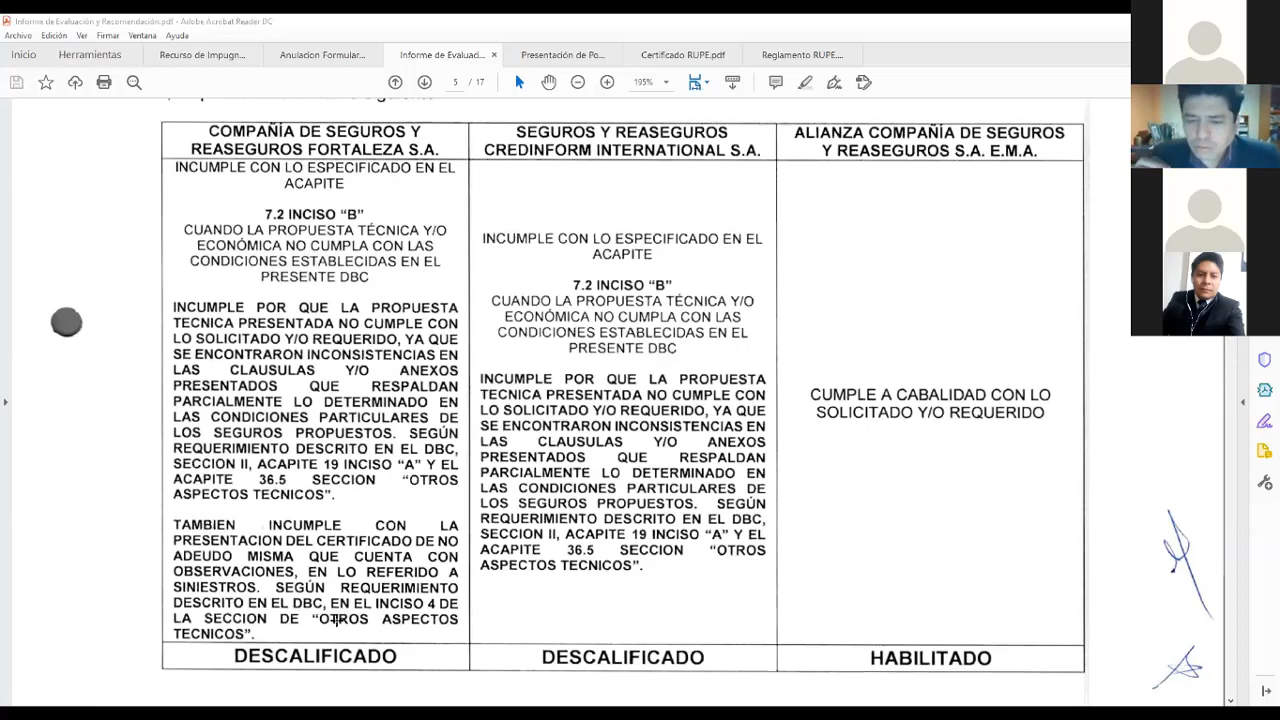 Informe de Evaluación y Recomendación.pdf - Adobe Acrobat Reader DC
Archivo Edición Ver Firmar Ventana Ayuda
Inicio Herramientas Recurso de Impugn... Anulacion Formular... Informe de Evaluaci... × Presentación de Po... Certificado RUPE.pdf Reglamento RUPE....
5 / 17 195%
COMPAÑÍA DE SEGUROS Y
REASEGUROS FORTALEZA S.A.
INCUMPLE CON LO ESPECIFICADO EN EL
ACAPITE
7.2 INCISO “B”
CUANDO LA PROPUESTA TÉCNICA Y/O
ECONÓMICA NO CUMPLA CON LAS
CONDICIONES ESTABLECIDAS EN EL
PRESENTE DBC
INCUMPLE POR QUE LA PROPUESTA
TECNICA PRESENTADA NO CUMPLE CON
LO SOLICITADO Y/O REQUERIDO, YA QUE
SE ENCONTRARON INCONSISTENCIAS EN
LAS CLAUSULAS Y/O ANEXOS
PRESENTADOS QUE RESPALDAN
PARCIALMENTE LO DETERMINADO EN
LAS CONDICIONES PARTICULARES DE
LOS SEGUROS PROPUESTOS. SEGÚN
REQUERIMIENTO DESCRITO EN EL DBC,
SECCION II, ACAPITE 19 INCISO “A” Y EL
ACAPITE 36.5 SECCION “OTROS
ASPECTOS TECNICOS”.
TAMBIEN INCUMPLE CON LA
PRESENTACION DEL CERTIFICADO DE NO
ADEUDO MISMA QUE CUENTA CON
OBSERVACIONES, EN LO REFERIDO A
SINIESTROS. SEGÚN REQUERIMIENTO
DESCRITO EN EL DBC, EN EL INCISO 4 DE
LA SECCION DE “OTROS ASPECTOS
TECNICOS”.
DESCALIFICADO
SEGUROS Y REASEGUROS
CREDINFORM INTERNATIONAL S.A.
INCUMPLE CON LO ESPECIFICADO EN EL
ACAPITE
7.2 INCISO “B”
CUANDO LA PROPUESTA TÉCNICA Y/O
ECONÓMICA NO CUMPLA CON LAS
CONDICIONES ESTABLECIDAS EN EL
PRESENTE DBC
INCUMPLE POR QUE LA PROPUESTA
TECNICA PRESENTADA NO CUMPLE CON
LO SOLICITADO Y/O REQUERIDO, YA QUE
SE ENCONTRARON INCONSISTENCIAS EN
LAS CLAUSULAS Y/O ANEXOS
PRESENTADOS QUE RESPALDAN
PARCIALMENTE LO DETERMINADO EN
LAS CONDICIONES PARTICULARES DE
LOS SEGUROS PROPUESTOS. SEGÚN
REQUERIMIENTO DESCRITO EN EL DBC,
SECCION II, ACAPITE 19 INCISO “A” Y EL
ACAPITE 36.5 SECCION “OTROS
ASPECTOS TECNICOS”.
DESCALIFICADO
ALIANZA COMPAÑÍA DE SEGUROS
Y REASEGUROS S.A. E.M.A.
CUMPLE A CABALIDAD CON LO
SOLICITADO Y/O REQUERIDO
HABILITADO